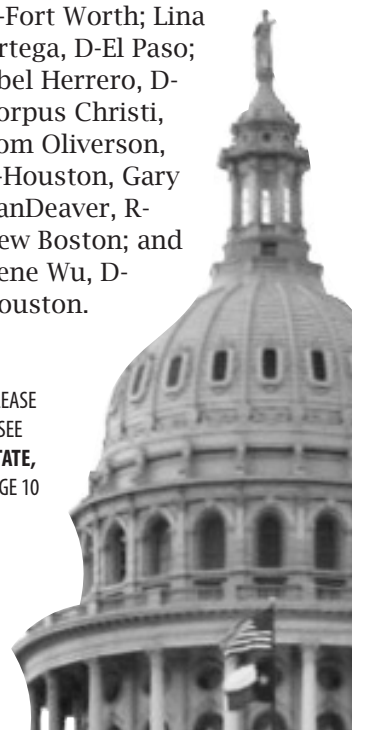 -Fort Worth; Lina
rtega, D-El Paso;
bel Herrero, D-
orpus Christi,
om Oliverson,
-Houston, Gary
anDeaver, R-
ew Boston; and
ene Wu, D-
ouston.
LEASE
SEE
TATE,
GE 10